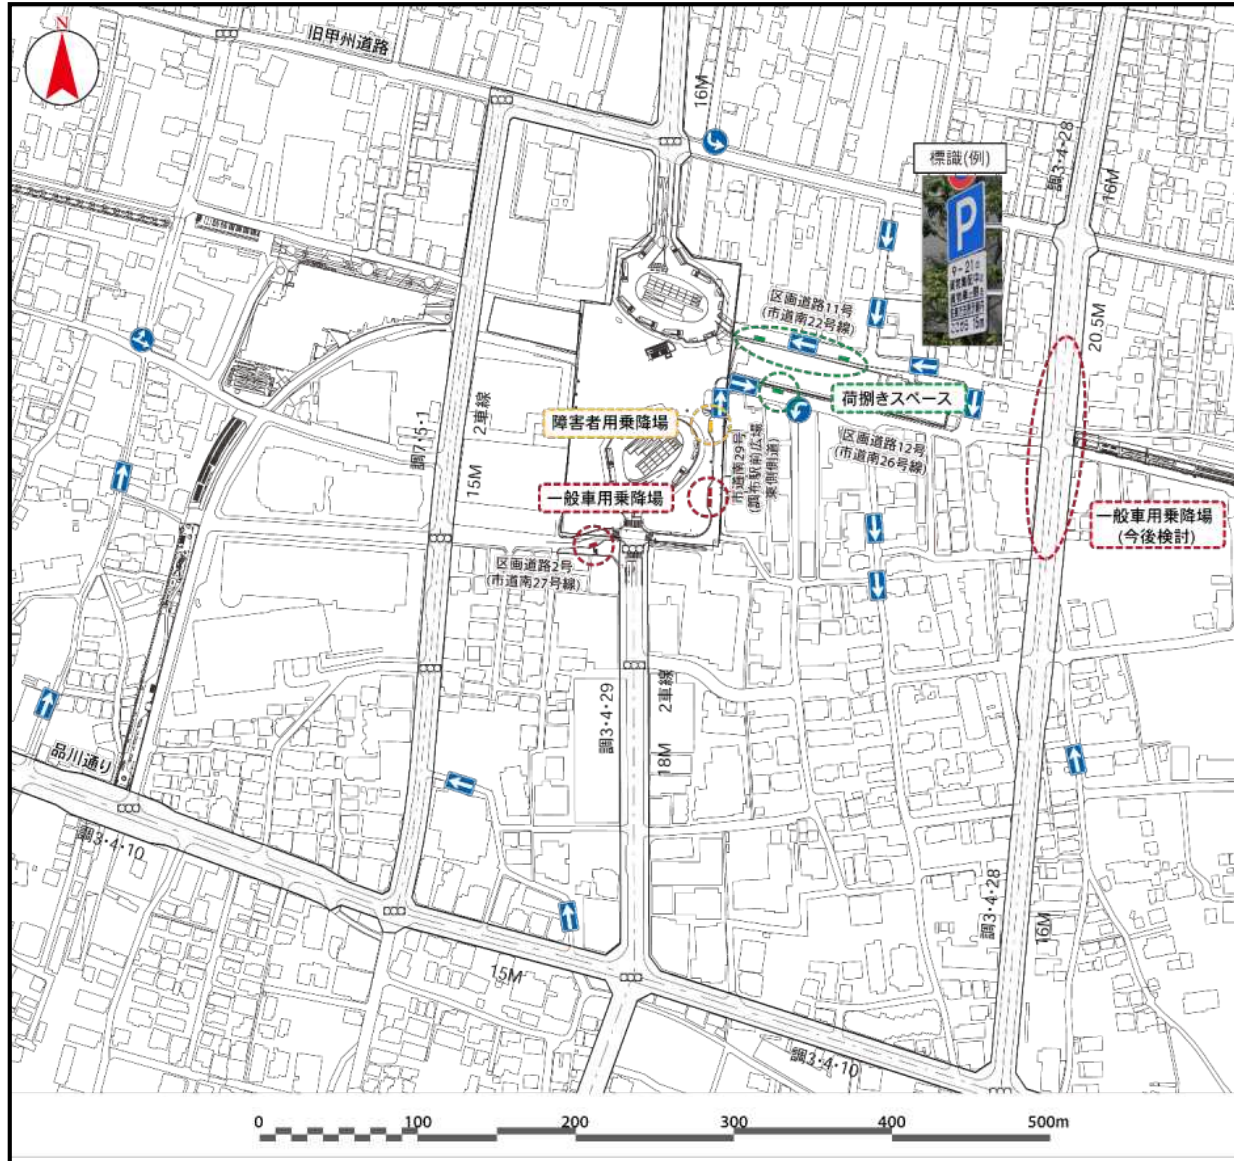 N
旧甲州道路
16M
調3・4・28
16M
標識(例)
P
9-21
20.5M
区画道路11号
(市道南22号線)
荷捌きスペース
障害者用乗降場
区画道路12号
(市道南26号線)
市道南29号
(調布駅前広場
東側側道)
一般車用乗降場
一般車用乗降場
(今後検討)
区画道路2号
(市道南27号線)
調7・5・1
2車線
15M
調3・4・29
2車線
18M
品川通り
調3・4・10
15M
調3・4・28
16M
調3・4・10
0 100 200 300 400 500m